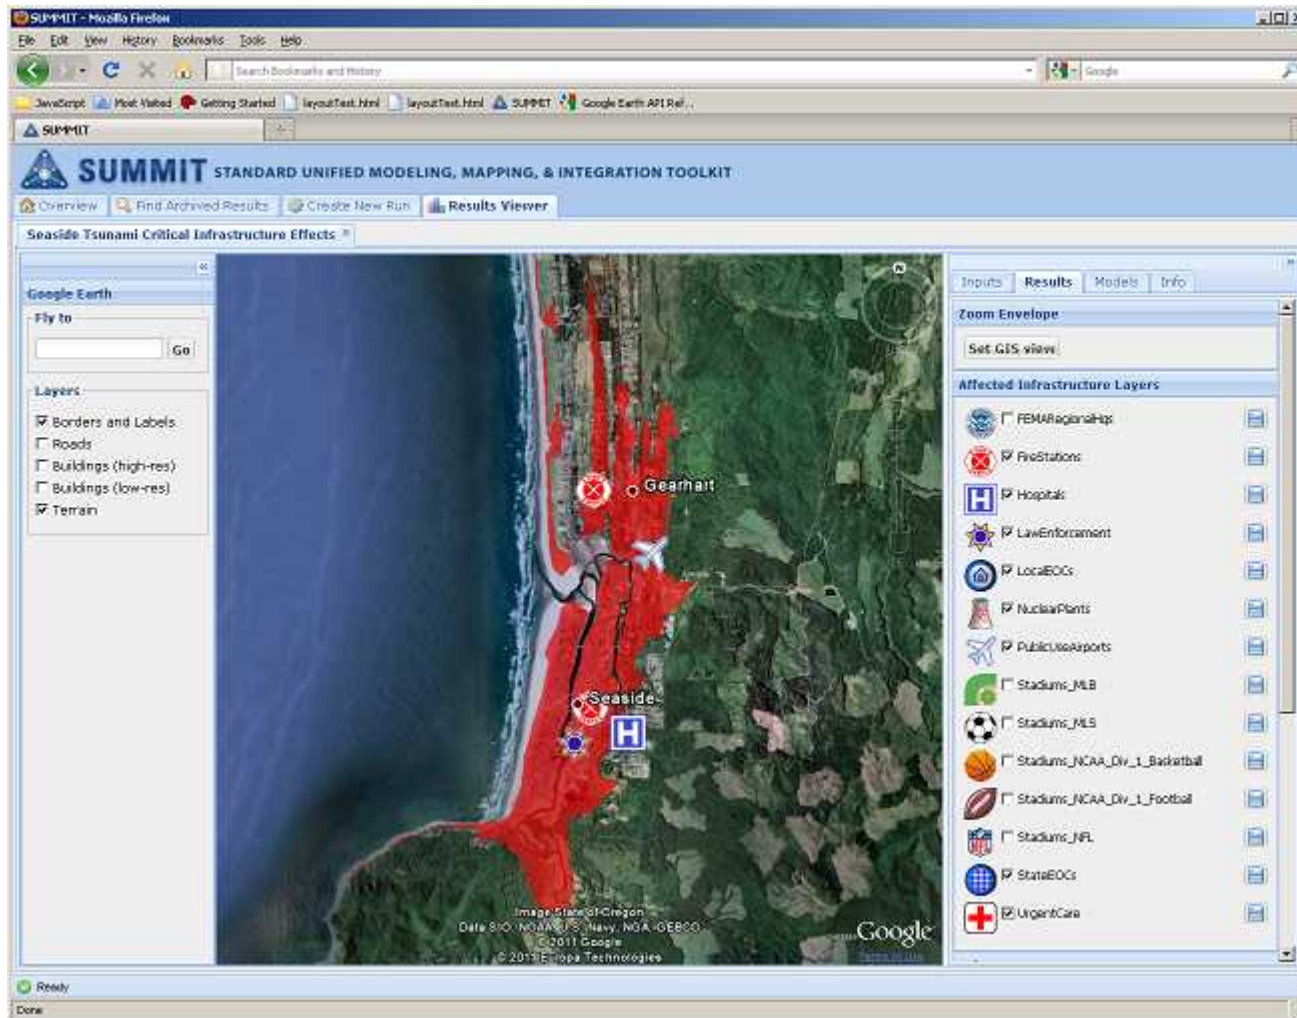 SUMMIT - Mozilla Firefox
File Edit View History Bookmarks Tools Help
Search Bookmarks and History
Google
JavaScript Most Visited Getting Started layoutTest.html layoutTest.html SUMMIT Google Earth API Ref...
SUMMIT
SUMMIT STANDARD UNIFIED MODELING, MAPPING, & INTEGRATION TOOLKIT
Overview Find Archived Results Create New Run Results Viewer
Seaside Tsunami Critical Infrastructure Effects
Google Earth
Fly to
Go
Layers
Borders and Labels
Roads
Buildings (high-res)
Buildings (low-res)
Terrain
N
Gearhart
Seaside
Image State of Oregon
Data SIO, NOAA, U.S. Navy, NGA, GEBCO
© 2011 Google
© 2011 Europa Technologies
Google
Terms of Use
Inputs Results Models Info
Zoom Envelope
Set GIS view
Affected Infrastructure Layers
FEMARegionalHqs
FireStations
Hospitals
LawEnforcement
LocalEOCs
NuclearPlants
PublicUseAirports
Stadiums_MLB
Stadiums_MLS
Stadiums_NCAA_Div_1_Basketball
Stadiums_NCAA_Div_1_Football
Stadiums_NFL
StateEOCs
UrgentCare
Ready
Done